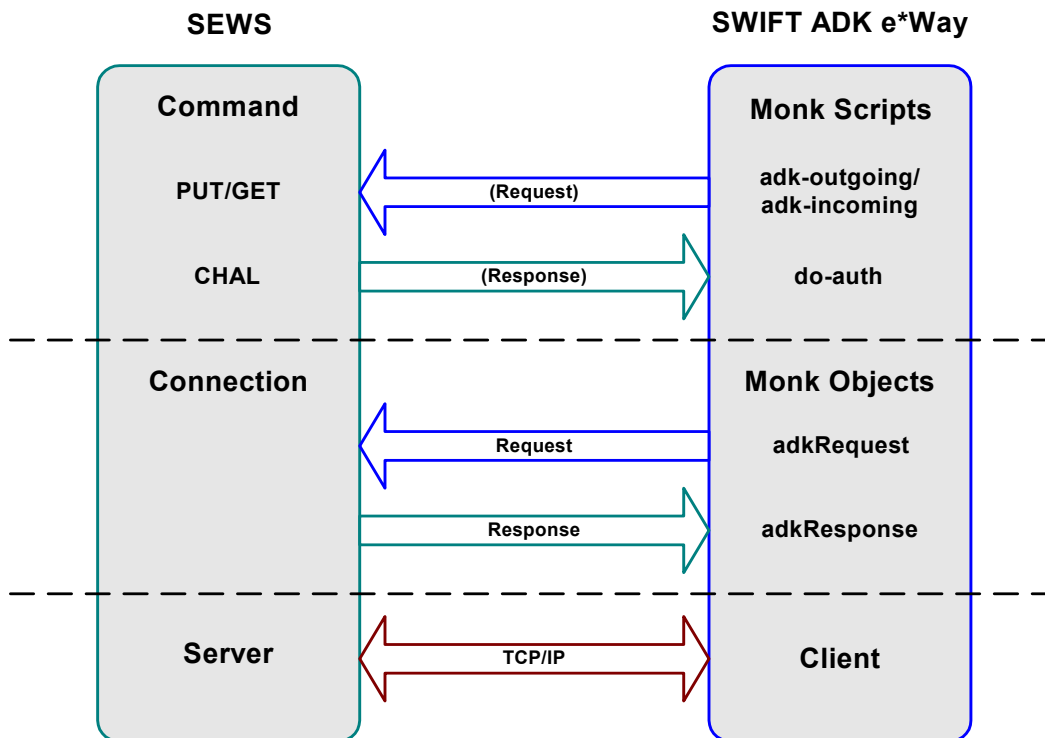 SEWS
SWIFT ADK e*Way
Command
Monk Scripts
PUT/GET
(Request)
adk-outgoing/
adk-incoming
CHAL
(Response)
do-auth
Connection
Monk Objects
Request
adkRequest
Response
adkResponse
Server
TCP/IP
Client